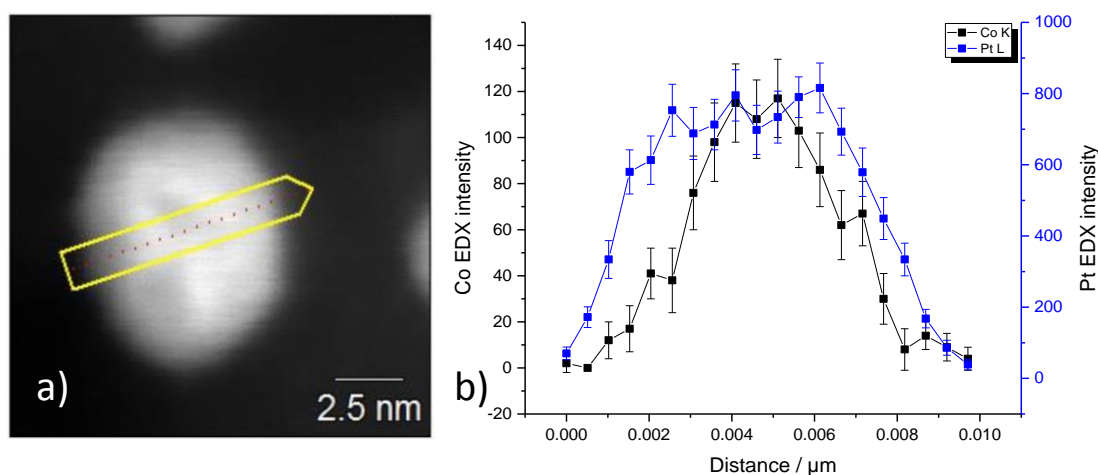 a)
2.5 nm
b)
Co EDX intensity
140
120
100
80
60
40
20
0
-20
0.000
0.002
0.004
0.006
0.008
0.010
Distance / µm
Co K
Pt L
1000
800
600
400
200
0
Pt EDX intensity